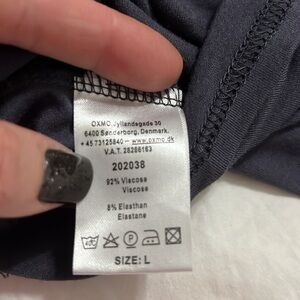 OXMO Jyllandsgade 30
6400 Sønderborg, Denmark.
+45 73125840 - www.oxmo.dk
V.A.T. 28286163
202038
92% Viscose
Viscose
8% Elasthan
Elastane
P
SIZE: L